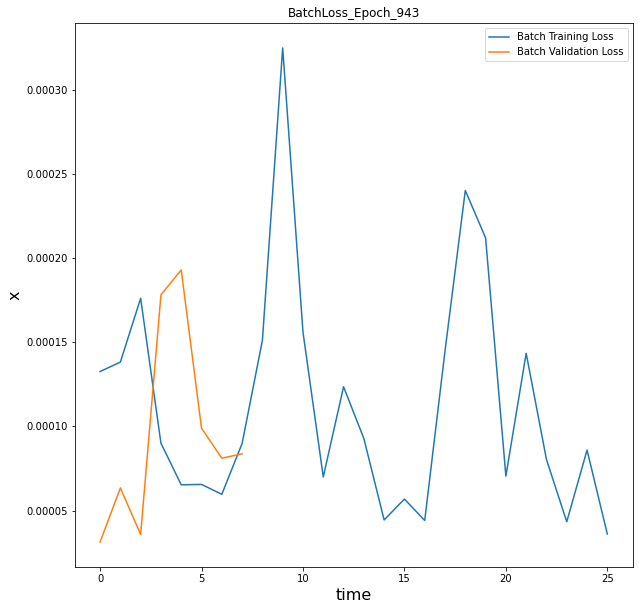 BatchLoss_Epoch_943
Batch Training Loss
Batch Validation Loss
0.00030
0.00025
0.00020
0.00015
0.00010
0.00005
x
0 5 10 15 20 25
time